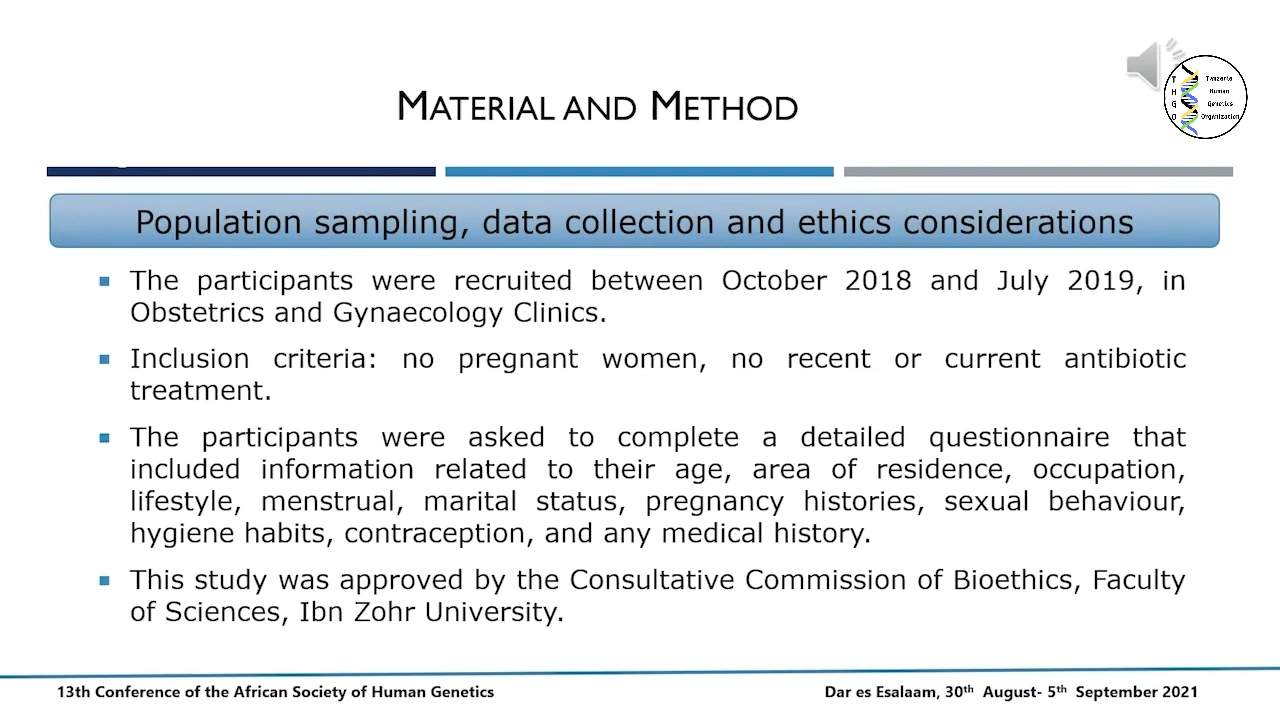 MATERIAL AND METHOD
T Tanzania
H Human
G Genetics
O Organization
Population sampling, data collection and ethics considerations
The participants were recruited between October 2018 and July 2019, in
Obstetrics and Gynaecology Clinics.
Inclusion criteria: no pregnant women, no recent or current antibiotic
treatment.
The participants were asked to complete a detailed questionnaire that
included information related to their age, area of residence, occupation,
lifestyle, menstrual, marital status, pregnancy histories, sexual behaviour,
hygiene habits, contraception, and any medical history.
This study was approved by the Consultative Commission of Bioethics, Faculty
of Sciences, Ibn Zohr University.
13th Conference of the African Society of Human Genetics
Dar es Esalaam, 30th August- 5th September 2021